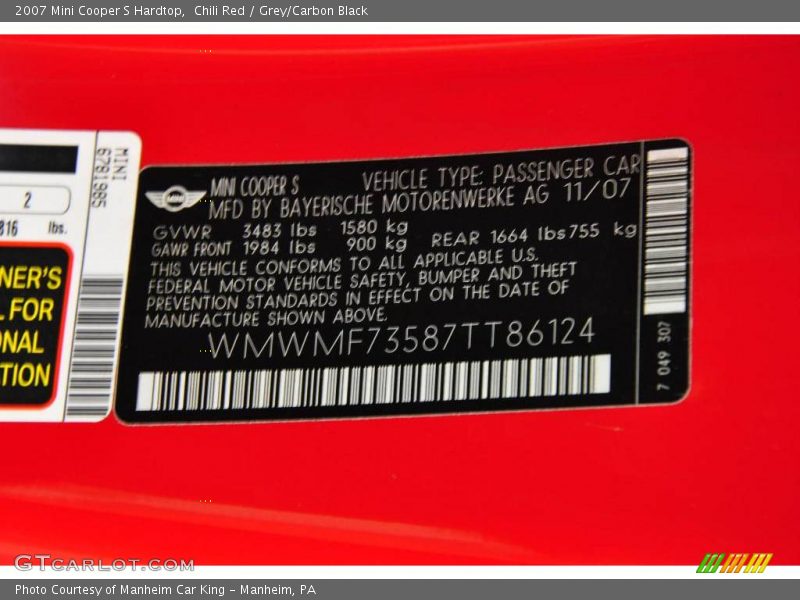 2007 Mini Cooper S Hardtop, Chili Red / Grey/Carbon Black
MINI
6781985
2
816 lbs.
NER'S
L FOR
ONAL
TION
MINI
MINI COOPER S VEHICLE TYPE: PASSENGER CAR
MFD BY BAYERISCHE MOTORENWERKE AG 11/07
GVWR 3483 lbs 1580 kg
GAWR FRONT 1984 lbs 900 kg REAR 1664 lbs 755 kg
THIS VEHICLE CONFORMS TO ALL APPLICABLE U.S.
FEDERAL MOTOR VEHICLE SAFETY, BUMPER AND THEFT
PREVENTION STANDARDS IN EFFECT ON THE DATE OF
MANUFACTURE SHOWN ABOVE.
WMWMF73587TT86124
7 049 307
GTCARLOT.COM
Photo Courtesy of Manheim Car King - Manheim, PA